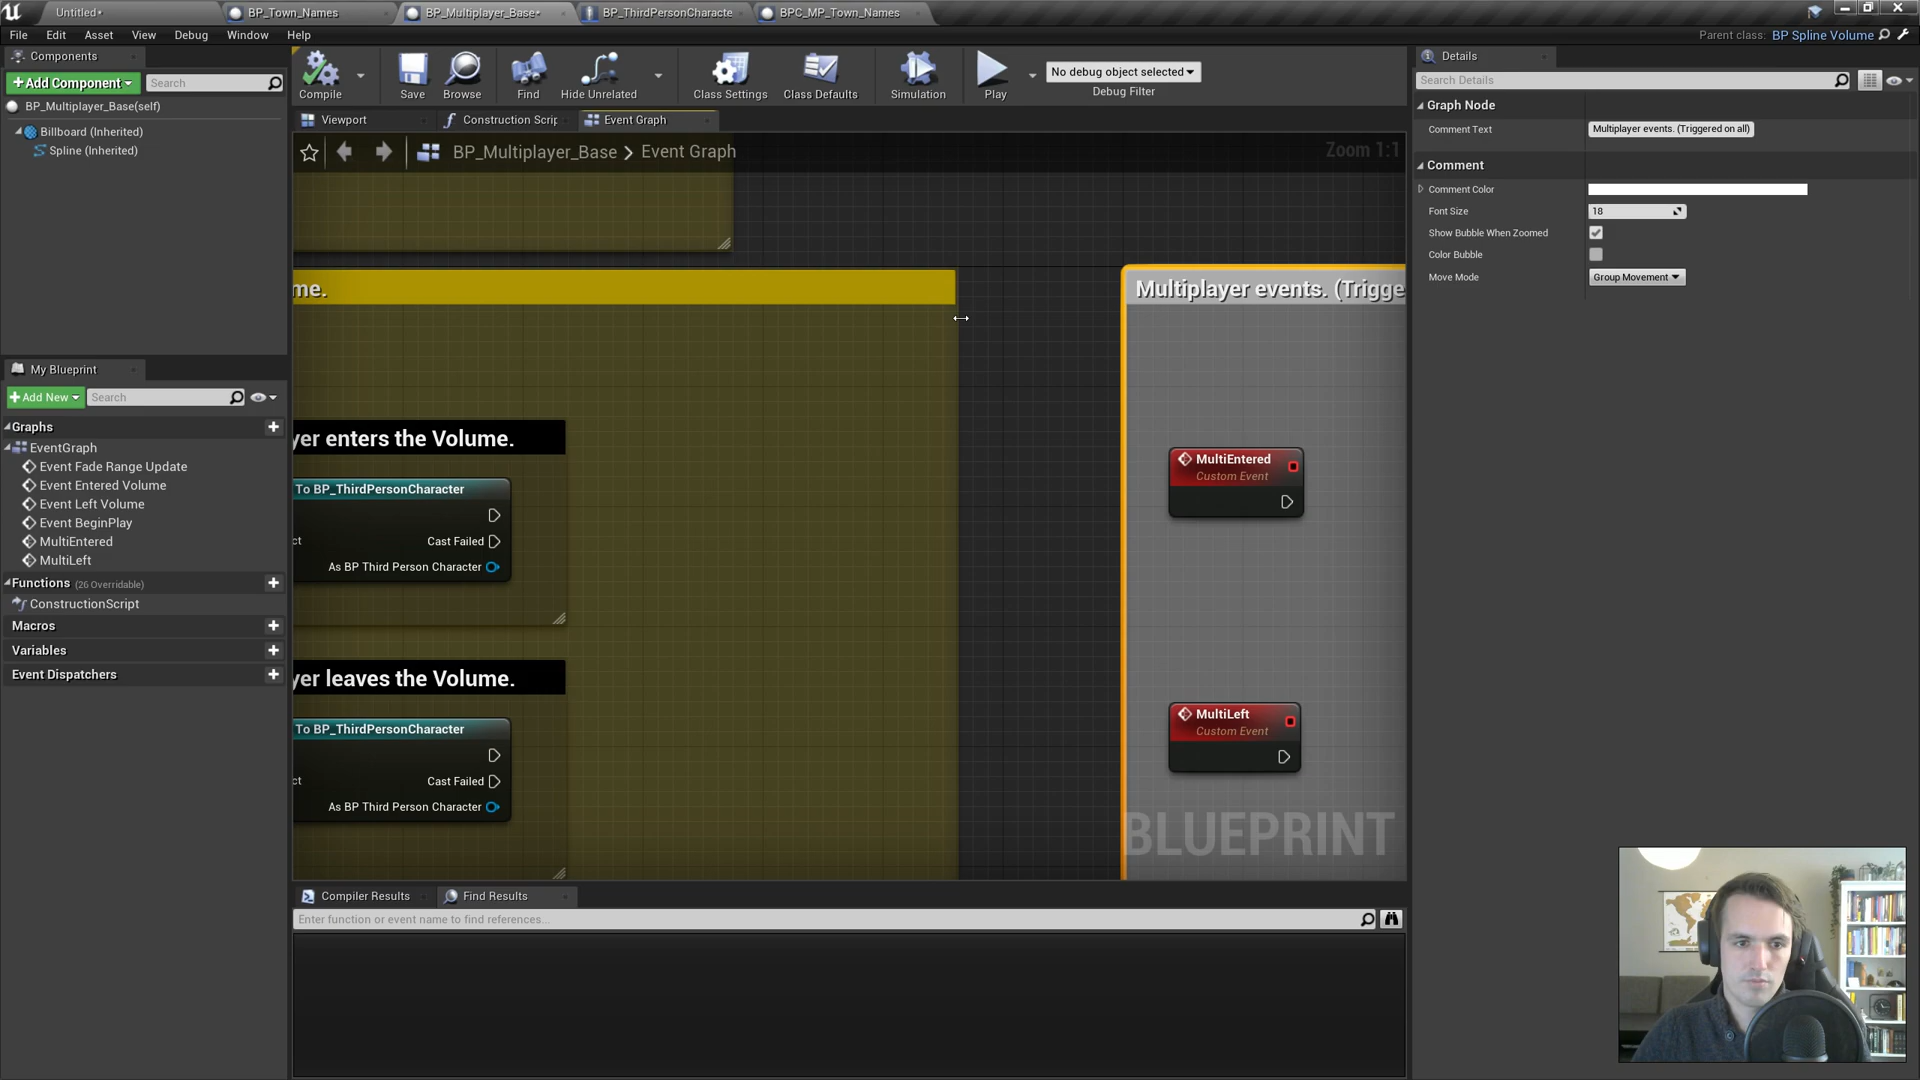 Untitled*
BP_Town_Names
BP_Multiplayer_Base*
BP_ThirdPersonCharacte
BPC_MP_Town_Names
File Edit Asset View Debug Window Help
Parent class: BP Spline Volume
Components
+Add Component
Search
BP_Multiplayer_Base(self)
Billboard (Inherited)
Spline (Inherited)
Compile
Save
Browse
Find
Hide Unrelated
Class Settings
Class Defaults
Simulation
Play
No debug object selected
Debug Filter
Viewport
Construction Scrip
Event Graph
BP_Multiplayer_Base > Event Graph
Zoom 1:1
me.
Multiplayer events. (Trigge
yer enters the Volume.
To BP_ThirdPersonCharacter
ct
Cast Failed
As BP Third Person Character
MultiEntered
Custom Event
yer leaves the Volume.
To BP_ThirdPersonCharacter
ct
Cast Failed
As BP Third Person Character
MultiLeft
Custom Event
BLUEPRINT
My Blueprint
+Add New
Search
Graphs
EventGraph
Event Fade Range Update
Event Entered Volume
Event Left Volume
Event BeginPlay
MultiEntered
MultiLeft
Functions (26 Overridable)
ConstructionScript
Macros
Variables
Event Dispatchers
Compiler Results
Find Results
Enter function or event name to find references...
Details
Search Details
Graph Node
Comment Text
Multiplayer events. (Triggered on all)
Comment
Comment Color
Font Size
18
Show Bubble When Zoomed
Color Bubble
Move Mode
Group Movement